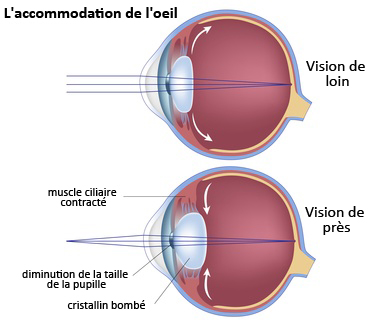 L'accommodation de l'oeil
Vision de
loin
muscle ciliaire
contracté
Vision de
près
diminution de la taille
de la pupille
cristallin bombé